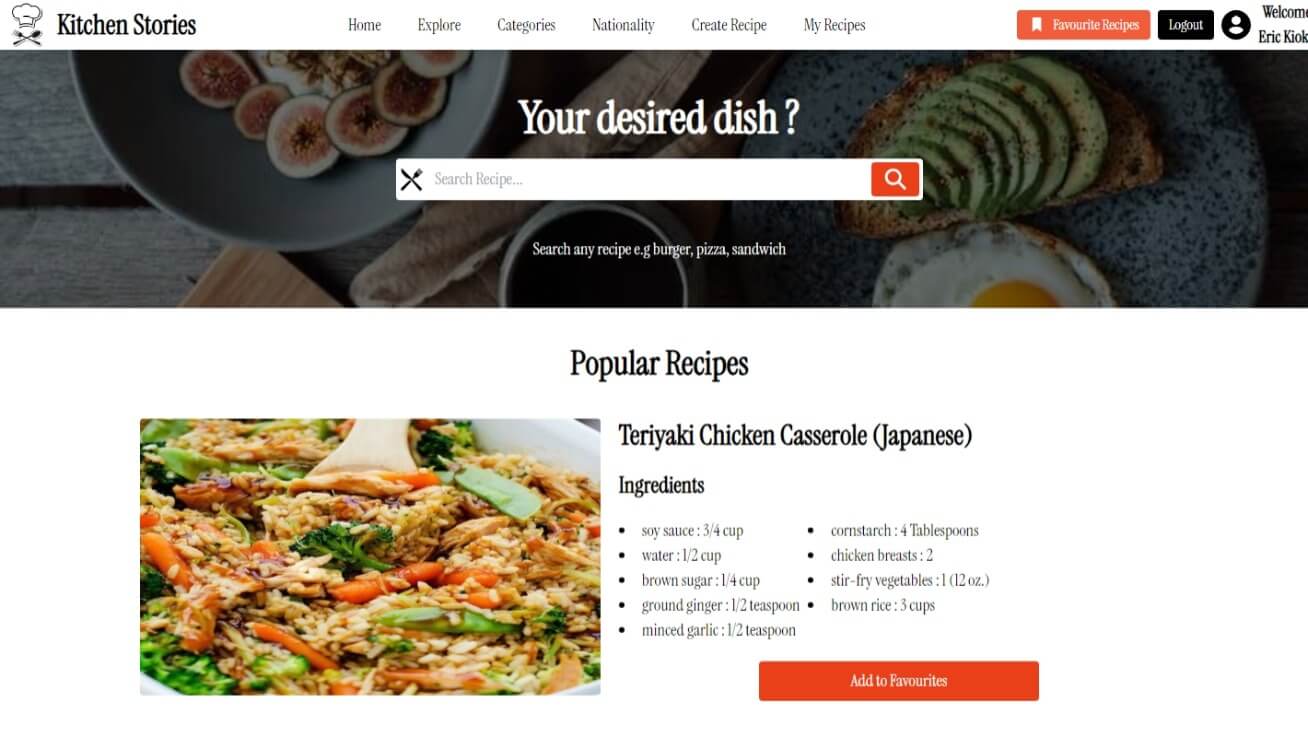 Kitchen Stories
Home
Explore
Categories
Nationality
Create Recipe
My Recipes
Favourite Recipes
Logout
Eric
Your desired dish ?
Search Recipe...
Search any recipe e.g burger, pizza, sandwich
Popular Recipes
Teriyaki Chicken Casserole (Japanese)
Ingredients
soy sauce : 3/4 cup
water : 1/2 cup
brown sugar : 1/4 cup
ground ginger : 1/2 teaspoon
minced garlic : 1/2 teaspoon
cornstarch : 4 Tablespoons
chicken breasts : 2
stir-fry vegetables : 1 (12 oz.)
brown rice : 3 cups
Add to Favourites